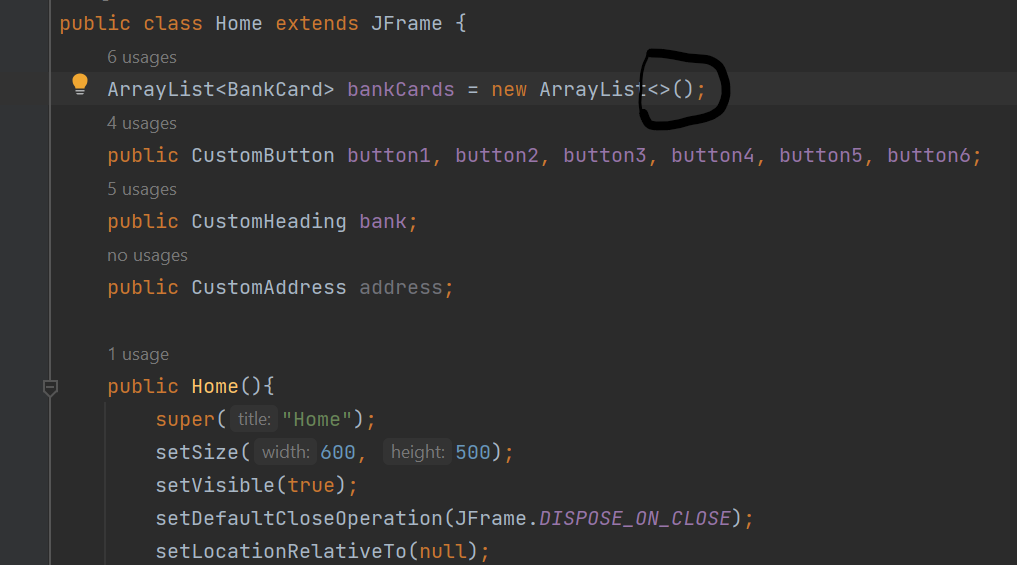 public class Home extends JFrame {
6 usages
ArrayList<BankCard> bankCards = new ArrayList<>();
4 usages
public CustomButton button1, button2, button3, button4, button5, button6;
5 usages
public CustomHeading bank;
no usages
public CustomAddress address;
1 usage
public Home(){
super( title: "Home");
setSize( width: 600, height: 500);
setVisible(true);
setDefaultCloseOperation(JFrame.DISPOSE_ON_CLOSE);
setLocationRelativeTo(null);